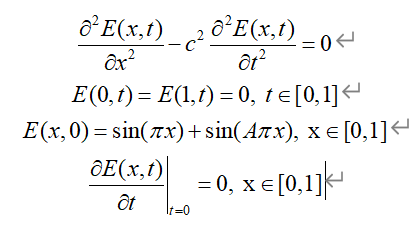 ∂²E(x,t)/∂x² − c² ∂²E(x,t)/∂t² = 0 ↵
E(0,t) = E(1,t) = 0, t ∈ [0,1] ↵
E(x,0) = sin(πx) + sin(Aπx), x ∈ [0,1] ↵
∂E(x,t)/∂t |ₜ₌₀ = 0, x ∈ [0,1] ↵